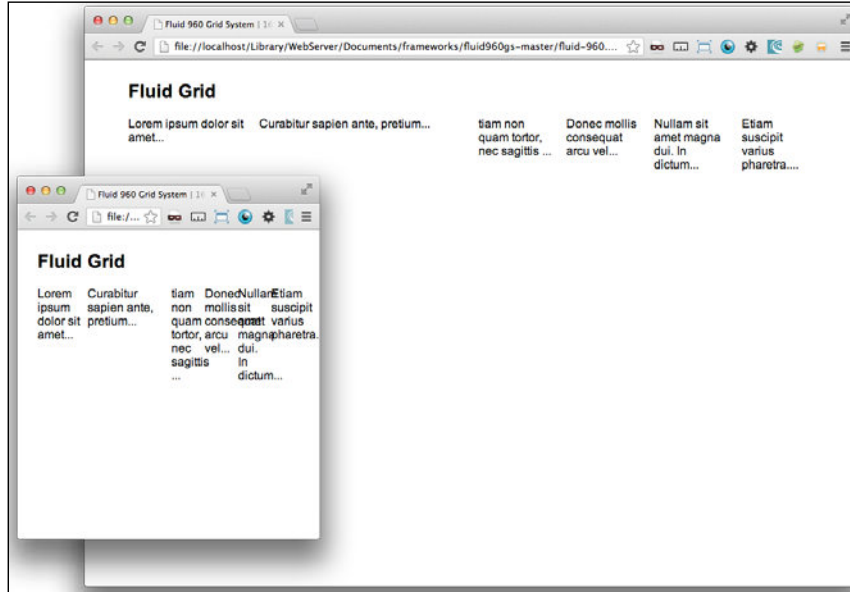 Fluid 960 Grid System | 1(
file://localhost/Library/WebServer/Documents/frameworks/fluid960gs-master/fluid-960....
Fluid Grid
Lorem ipsum dolor sit
amet...
Curabitur sapien ante, pretium...
tiam non
quam tortor,
nec sagittis ...
Donec mollis
consequat
arcu vel...
Nullam sit
amet magna
dui. In
dictum...
Etiam
suscipit
varius
pharetra....
Fluid 960 Grid System | 1(
file:/...
Fluid Grid
Lorem
ipsum
dolor sit
amet...
Curabitur
sapien ante,
pretium...
tiam
non
quam
tortor,
nec
sagittis
...
Donec
mollis
consequat
arcu
vel...
Nullam
sit
amet
magna
dui.
In
dictum...
Etiam
suscipit
varius
pharetra.